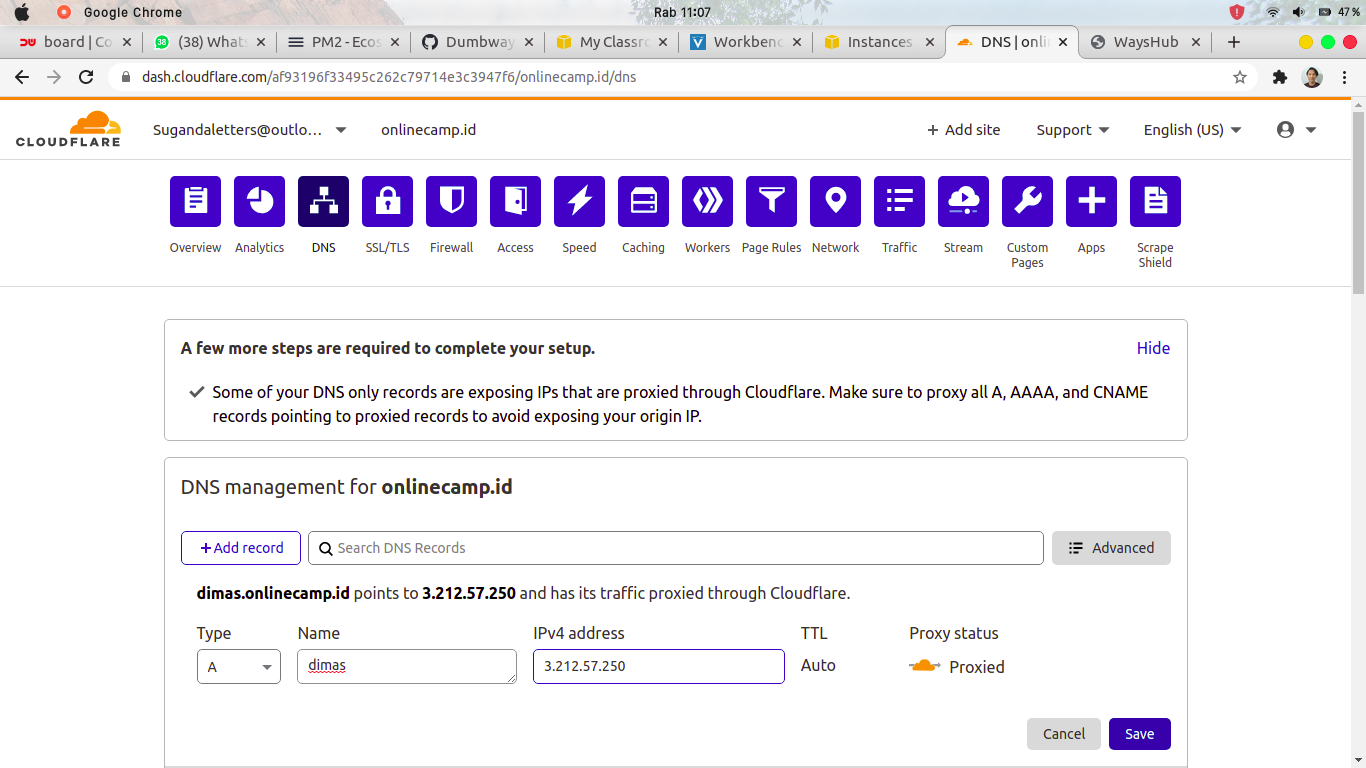 Google Chrome
Rab 11:07
47 %
board | Co
(38) Whats
PM2 - Ecos
Dumbway
My Classro
Workbenc
Instances
DNS | onli
WaysHub
dash.cloudflare.com/af93196f33495c262c79714e3c3947f6/onlinecamp.id/dns
CLOUDFLARE
Sugandaletters@outlo...
onlinecamp.id
+ Add site
Support
English (US)
Overview
Analytics
DNS
SSL/TLS
Firewall
Access
Speed
Caching
Workers
Page Rules
Network
Traffic
Stream
Custom Pages
Apps
Scrape Shield
A few more steps are required to complete your setup.
Hide
Some of your DNS only records are exposing IPs that are proxied through Cloudflare. Make sure to proxy all A, AAAA, and CNAME
records pointing to proxied records to avoid exposing your origin IP.
DNS management for onlinecamp.id
+Add record
Search DNS Records
Advanced
dimas.onlinecamp.id points to 3.212.57.250 and has its traffic proxied through Cloudflare.
Type
Name
IPv4 address
TTL
Proxy status
A
dimas
3.212.57.250
Auto
Proxied
Cancel
Save